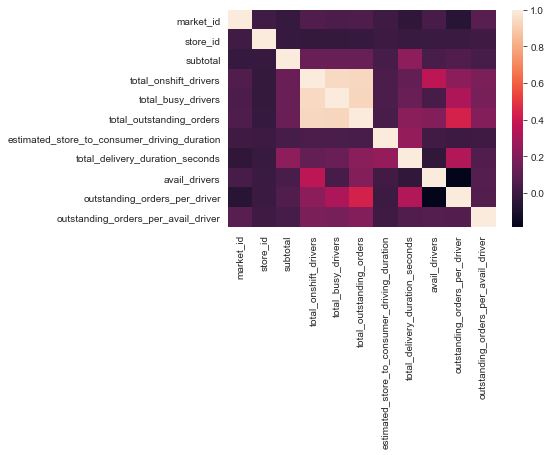 market_id
store_id
subtotal
total_onshift_drivers
total_busy_drivers
total_outstanding_orders
estimated_store_to_consumer_driving_duration
total_delivery_duration_seconds
avail_drivers
outstanding_orders_per_driver
outstanding_orders_per_avail_driver
market_id
store_id
subtotal
total_onshift_drivers
total_busy_drivers
total_outstanding_orders
estimated_store_to_consumer_driving_duration
total_delivery_duration_seconds
avail_drivers
outstanding_orders_per_driver
outstanding_orders_per_avail_driver
1.0
0.8
0.6
0.4
0.2
0.0